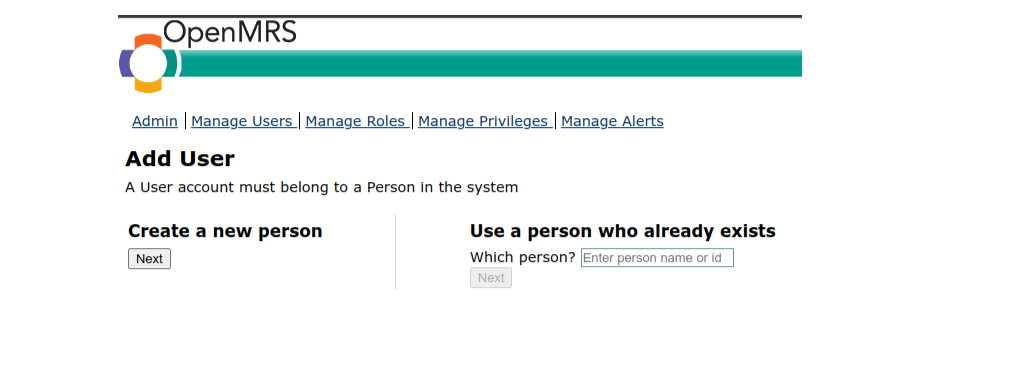 OpenMRS
Admin | Manage Users | Manage Roles | Manage Privileges | Manage Alerts
Add User
A User account must belong to a Person in the system
Create a new person
Next
Use a person who already exists
Which person? Enter person name or id
Next